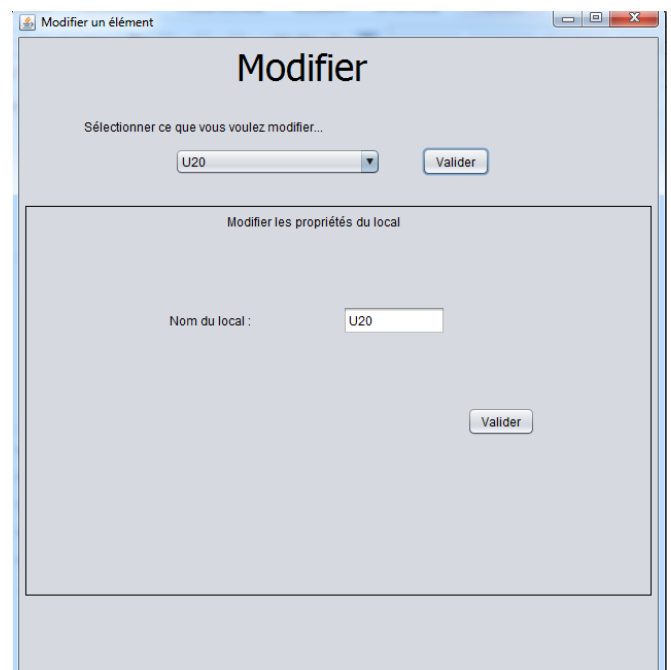 Modifier un élément
Modifier
Sélectionner ce que vous voulez modifier...
U20
Valider
Modifier les propriétés du local
Nom du local :
U20
Valider